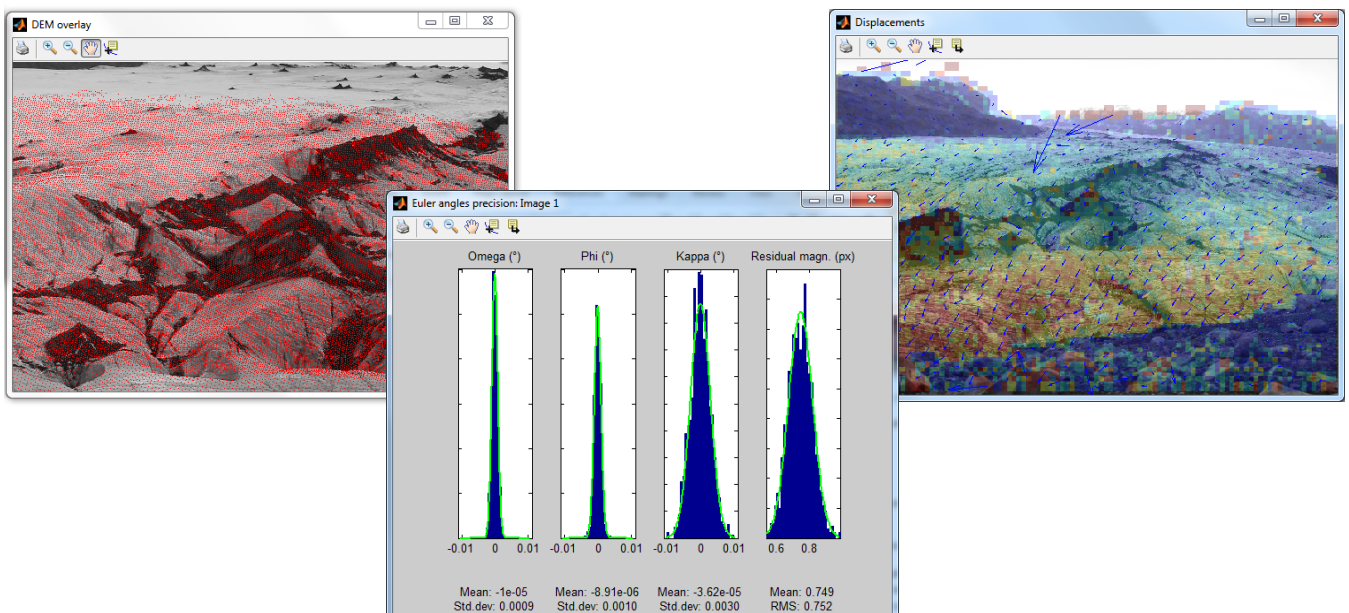 DEM overlay
Displacements
Euler angles precision: Image 1
Omega (°) Phi (°) Kappa (°) Residual magn. (px)
-0.01 0 0.01 -0.01 0 0.01 -0.01 0 0.01 0.6 0.8
Mean: -1e-05 Mean: -8.91e-06 Mean: -3.62e-05 Mean: 0.749
Std.dev: 0.0009 Std.dev: 0.0010 Std.dev: 0.0030 RMS: 0.752